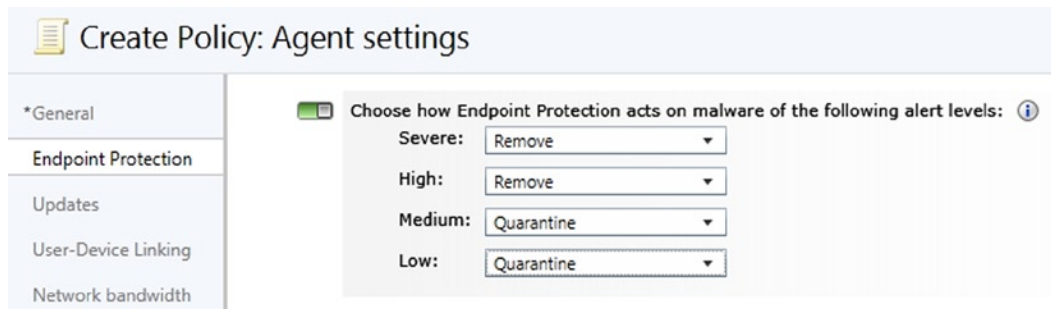 Create Policy: Agent settings
*General
Endpoint Protection
Updates
User-Device Linking
Network bandwidth
Choose how Endpoint Protection acts on malware of the following alert levels:
Severe: Remove
High: Remove
Medium: Quarantine
Low: Quarantine